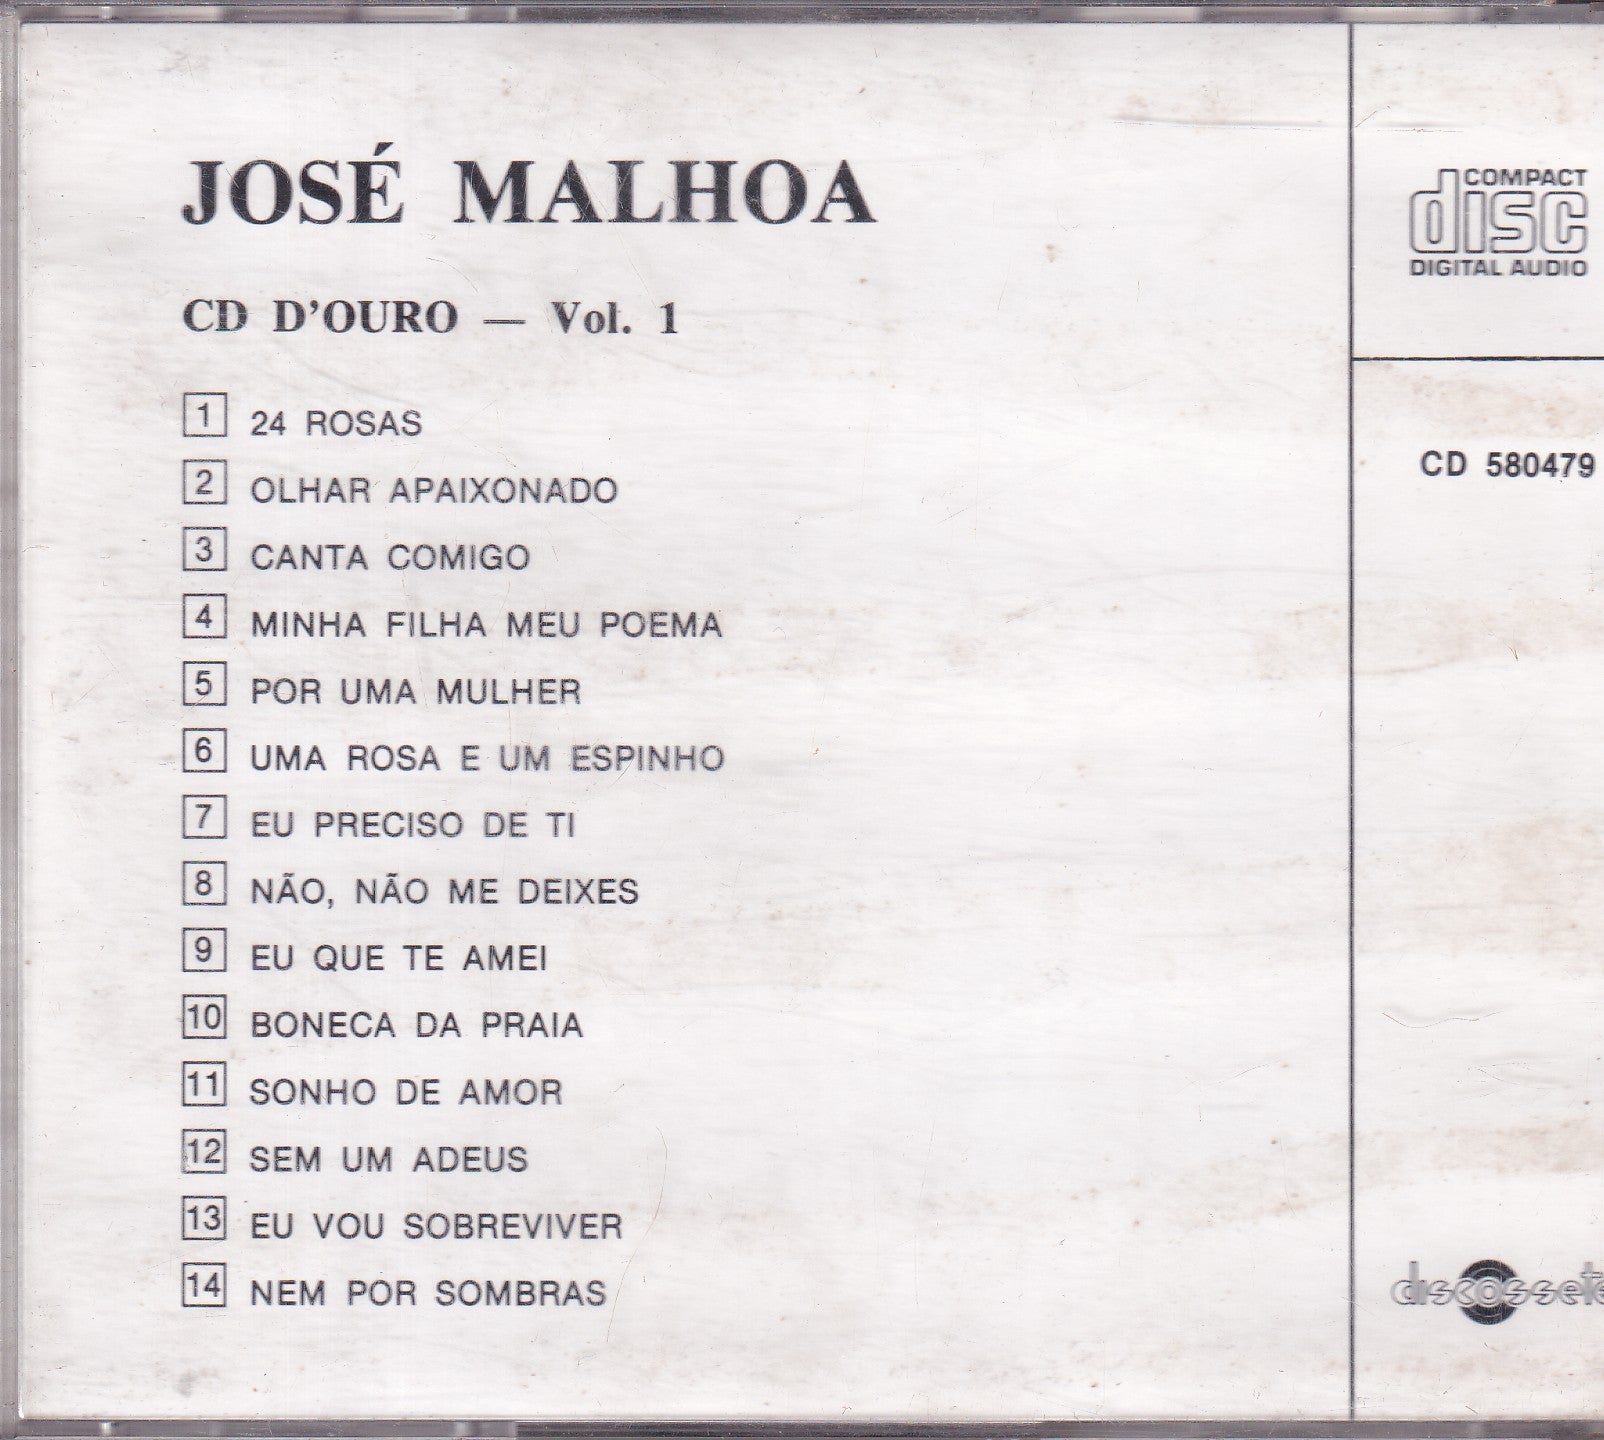 JOSÉ MALHOA
CD D'OURO — Vol. 1
1 24 ROSAS
2 OLHAR APAIXONADO
3 CANTA COMIGO
4 MINHA FILHA MEU POEMA
5 POR UMA MULHER
6 UMA ROSA E UM ESPINHO
7 EU PRECISO DE TI
8 NÃO, NÃO ME DEIXES
9 EU QUE TE AMEI
10 BONECA DA PRAIA
11 SONHO DE AMOR
12 SEM UM ADEUS
13 EU VOU SOBREVIVER
14 NEM POR SOMBRAS
COMPACT
disc
DIGITAL AUDIO
CD 580479
discossete